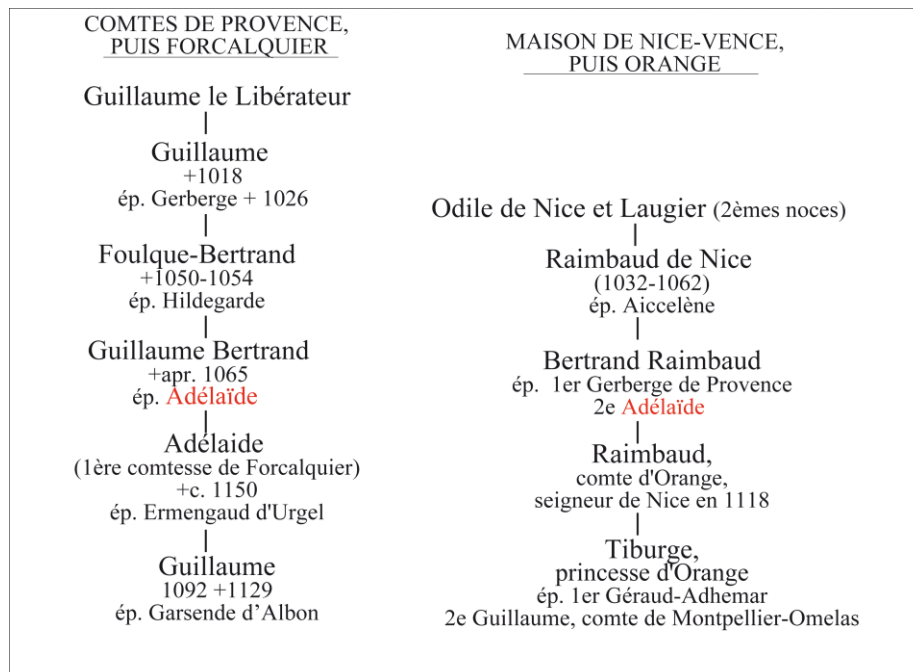 COMTES DE PROVENCE,
PUIS FORCALQUIER
Guillaume le Libérateur
Guillaume
+1018
ép. Gerberge + 1026
Foulque-Bertrand
+1050-1054
ép. Hildegarde
Guillaume Bertrand
+apr. 1065
ép. Adélaïde
Adélaide
(1ère comtesse de Forcalquier)
+c. 1150
ép. Ermengaud d'Urgel
Guillaume
1092 +1129
ép. Garsende d’Albon
MAISON DE NICE-VENCE,
PUIS ORANGE
Odile de Nice et Laugier (2èmes noces)
Raimbaud de Nice
(1032-1062)
ép. Aiccelène
Bertrand Raimbaud
ép. 1er Gerberge de Provence
2e Adélaïde
Raimbaud,
comte d'Orange,
seigneur de Nice en 1118
Tiburge,
princesse d'Orange
ép. 1er Géraud-Adhemar
2e Guillaume, comte de Montpellier-Omelas